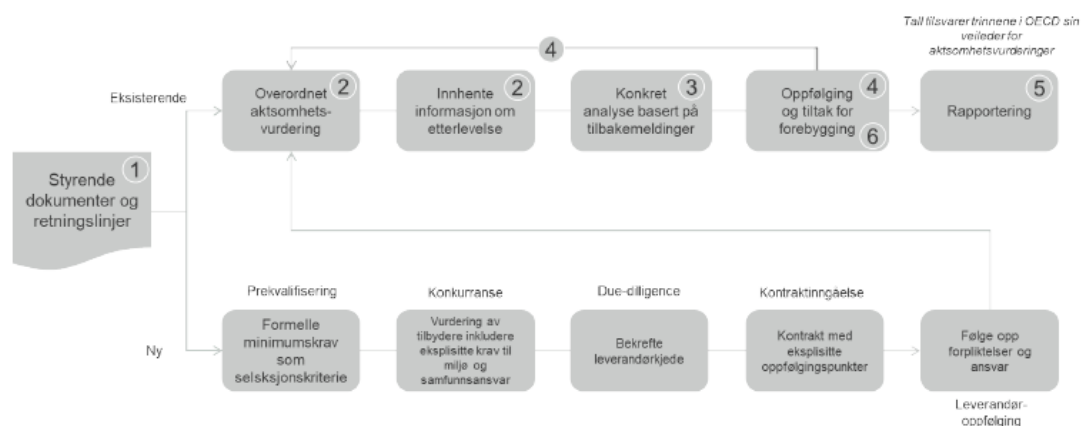 Tall tilsvarer trinnene i OECD sin
veileder for
aktsomhetsvurderinger
4
Eksisterende
Overordnet
aktsomhets-
vurdering
2
Innhente
informasjon om
etterlevelse
2
Konkret
analyse basert på
tilbakemeldinger
3
Oppfølging
og tiltak for
forebygging
4
6
Rapportering
5
Styrende
dokumenter og
retningslinjer
1
Ny
Prekvalifisering
Formelle
minimumskrav
som
selsksjonskriterie
Konkurranse
Vurdering av
tilbydere inkludere
eksplisitte krav til
miljø og
samfunnsansvar
Due-dilligence
Bekrefte
leverandørkjede
Kontraktinngåelse
Kontrakt med
eksplisitte
oppfølgingspunkter
Følge opp
forpliktelser og
ansvar
Leverandør-
oppfølging